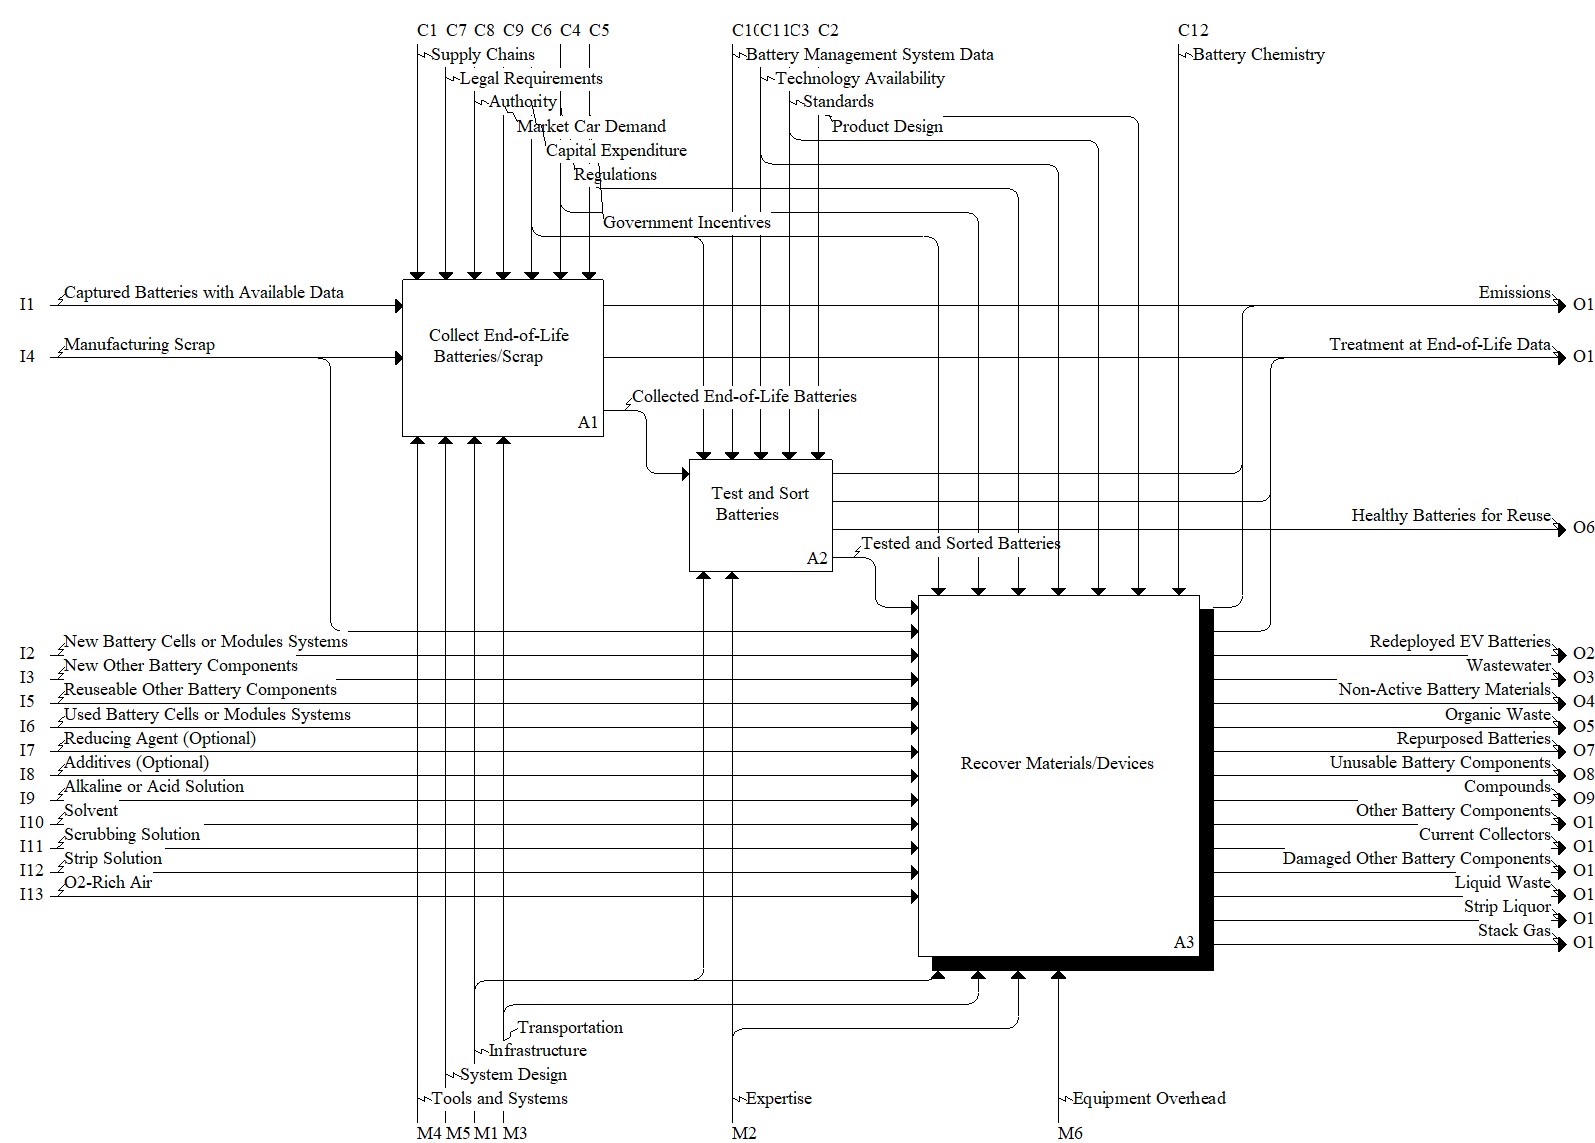 C1 C7 C8 C9 C6 C4 C5 C10 C11 C3 C2 C12
Supply Chains
Battery Management System Data
Battery Chemistry
Legal Requirements
Technology Availability
Authority
Standards
Market Car Demand
Product Design
Capital Expenditure
Regulations
Government Incentives
I1 Captured Batteries with Available Data
Emissions O1
I4 Manufacturing Scrap
Treatment at End-of-Life Data O1
Collect End-of-Life
Batteries/Scrap
A1
Collected End-of-Life Batteries
Test and Sort
Batteries
A2
Healthy Batteries for Reuse O6
Tested and Sorted Batteries
I2 New Battery Cells or Modules Systems
I3 New Other Battery Components
I5 Reuseable Other Battery Components
I6 Used Battery Cells or Modules Systems
I7 Reducing Agent (Optional)
I8 Additives (Optional)
I9 Alkaline or Acid Solution
I10 Solvent
I11 Scrubbing Solution
I12 Strip Solution
I13 O2-Rich Air
Recover Materials/Devices
A3
Redeployed EV Batteries O2
Wastewater O3
Non-Active Battery Materials O4
Organic Waste O5
Repurposed Batteries O7
Unusable Battery Components O8
Compounds O9
Other Battery Components O1
Current Collectors O1
Damaged Other Battery Components O1
Liquid Waste O1
Strip Liquor O1
Stack Gas O1
Transportation
Infrastructure
System Design
Tools and Systems
Expertise
Equipment Overhead
M4 M5 M1 M3 M2 M6